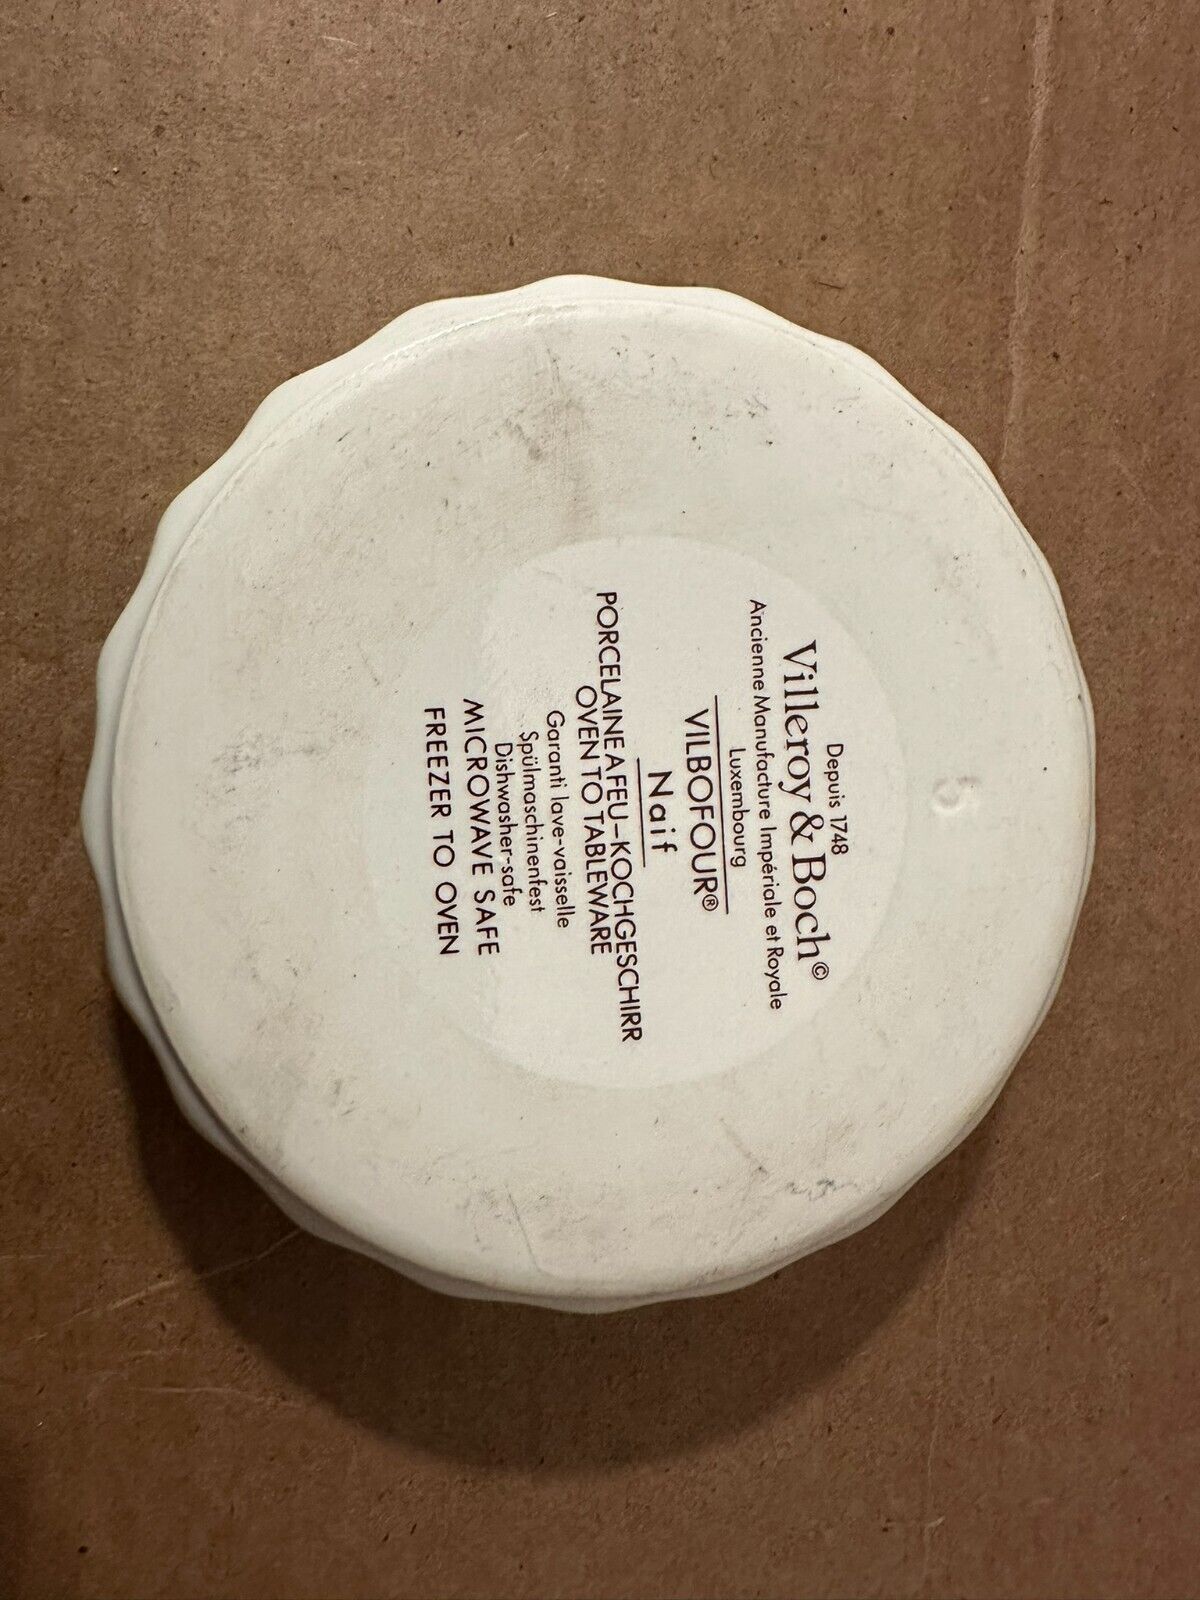 Depuis 1748
Villeroy & Boch©
Ancienne Manufacture Impériale et Royale
Luxembourg
VILBOFOUR®
Naif
PORCELAINE A FEU-KOCHGESCHIRR
OVEN TO TABLEWARE
Garanti lave-vaisselle
Spülmaschinenfest
Dishwasher-safe
MICROWAVE SAFE
FREEZER TO OVEN